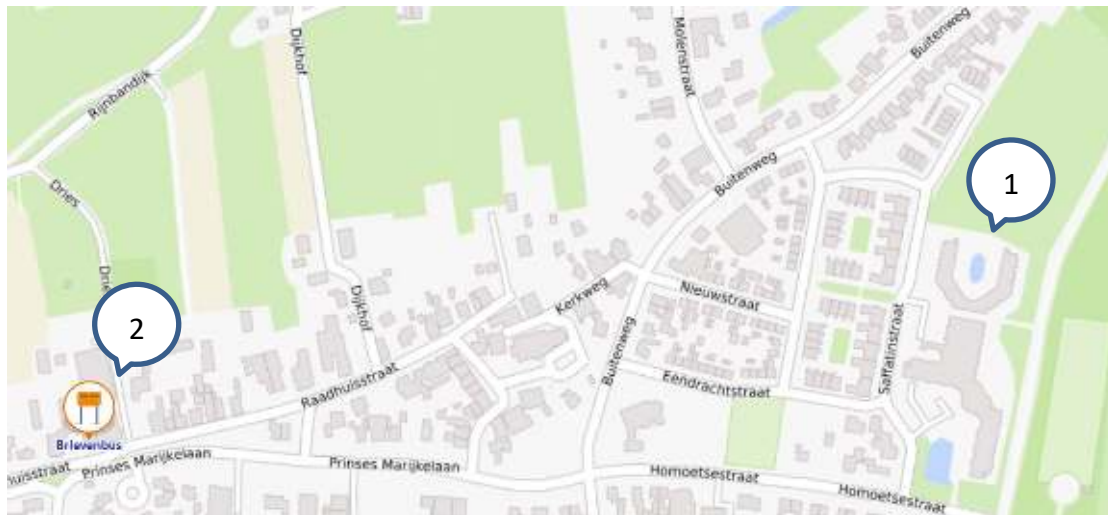 Dijkhof
Molenstraat
Buitenweg
Rijnbandijk
Buitenweg
1
Dries
Drie
Dijkhof
Kerkweg
Nieuwstraat
2
Saffatinstraat
Buitenweg
Eendrachtstraat
Raadhuisstraat
Brievenbus
huisstraat
Prinses Marijkelaan
Prinses Marijkelaan
Homoetsestraat
Homoetsestraat